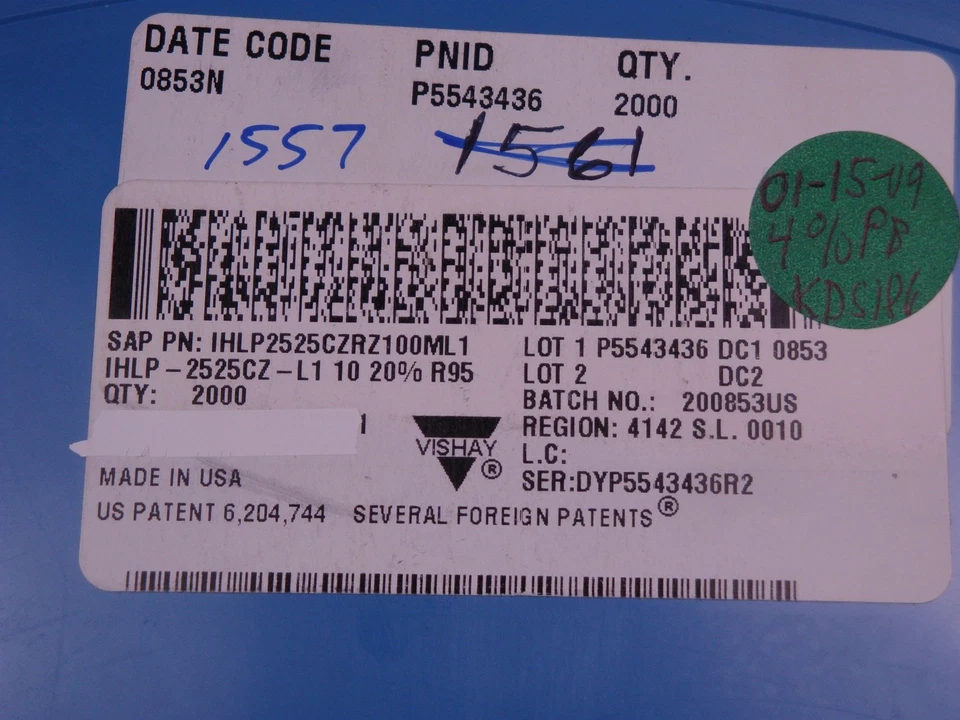 DATE CODE PNID QTY.
0853N P5543436 2000
1557 1561
01-15-09
4% PB
KDS186
SAP PN: IHLP2525CZRZ100ML1
IHLP-2525CZ-L1 10 20% R95
QTY: 2000
1
MADE IN USA
US PATENT 6,204,744 SEVERAL FOREIGN PATENTS ®
VISHAY ®
LOT 1 P5543436 DC1 0853
LOT 2 DC2
BATCH NO.: 200853US
REGION: 4142 S.L. 0010
L.C:
SER:DYP5543436R2